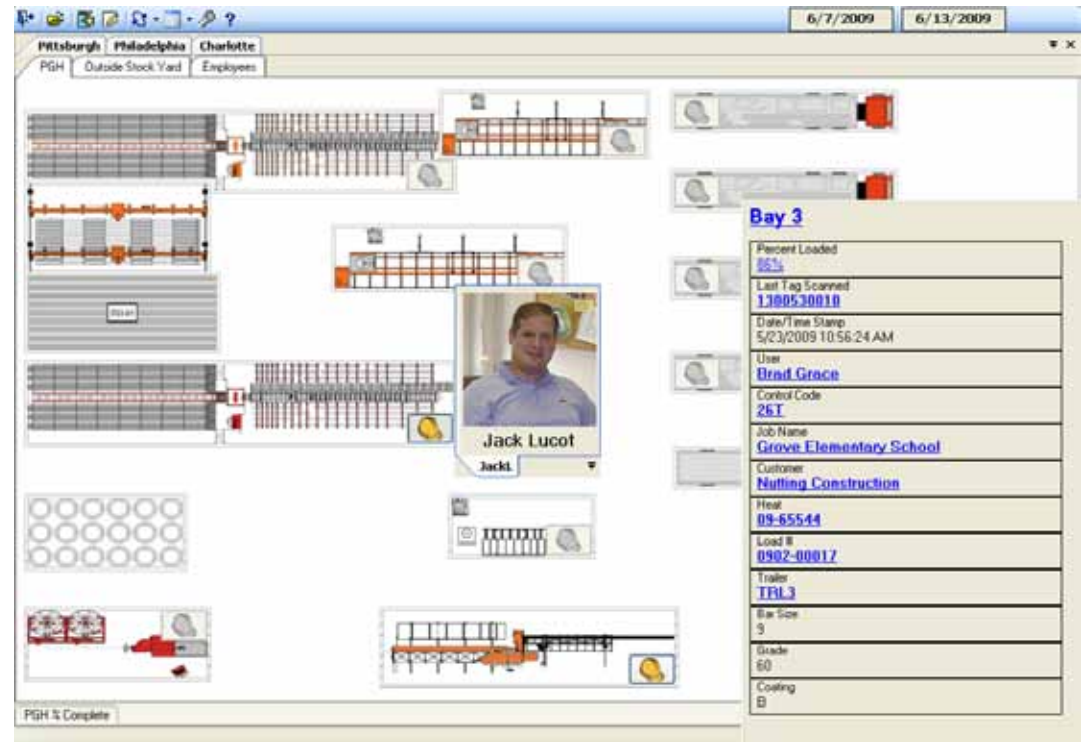 6/7/2009 6/13/2009
Pittsburgh Philadelphia Charlotte
PGH Outside Stock Yard Employees
Bay 3
Percent Loaded
86%
Last Tag Scanned
1300530010
Date/Time Stamp
5/23/2009 10:56:24 AM
User
Brad Grace
Control Code
26T
Job Name
Grove Elementary School
Customer
Nutting Construction
Heat
09-65544
Load #
0902-00017
Trailer
TRL3
Bar Size
9
Grade
60
Coating
B
Jack Lucot
JackL
PGH % Complete